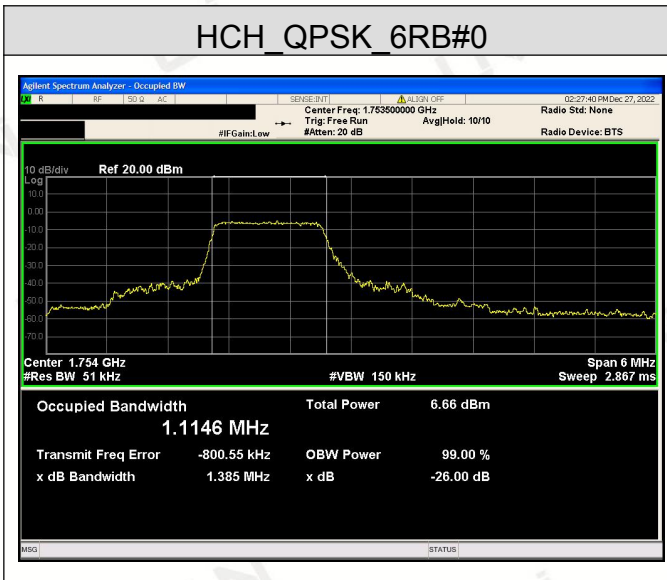 HCH_QPSK_6RB#0
Agilent Spectrum Analyzer - Occupied BW
R RF 50 Ω AC SENSE:INT ALIGN OFF 02:27:40 PM Dec 27, 2022
Center Freq: 1.753500000 GHz Radio Std: None
Trig: Free Run Avg|Hold: 10/10
#IFGain:Low #Atten: 20 dB Radio Device: BTS
10 dB/div Ref 20.00 dBm
Log
10.0
0.00
-10.0
-20.0
-30.0
-40.0
-50.0
-60.0
-70.0
Center 1.754 GHz Span 6 MHz
#Res BW 51 kHz #VBW 150 kHz Sweep 2.867 ms
Occupied Bandwidth Total Power 6.66 dBm
1.1146 MHz
Transmit Freq Error -800.55 kHz OBW Power 99.00 %
x dB Bandwidth 1.385 MHz x dB -26.00 dB
MSG STATUS